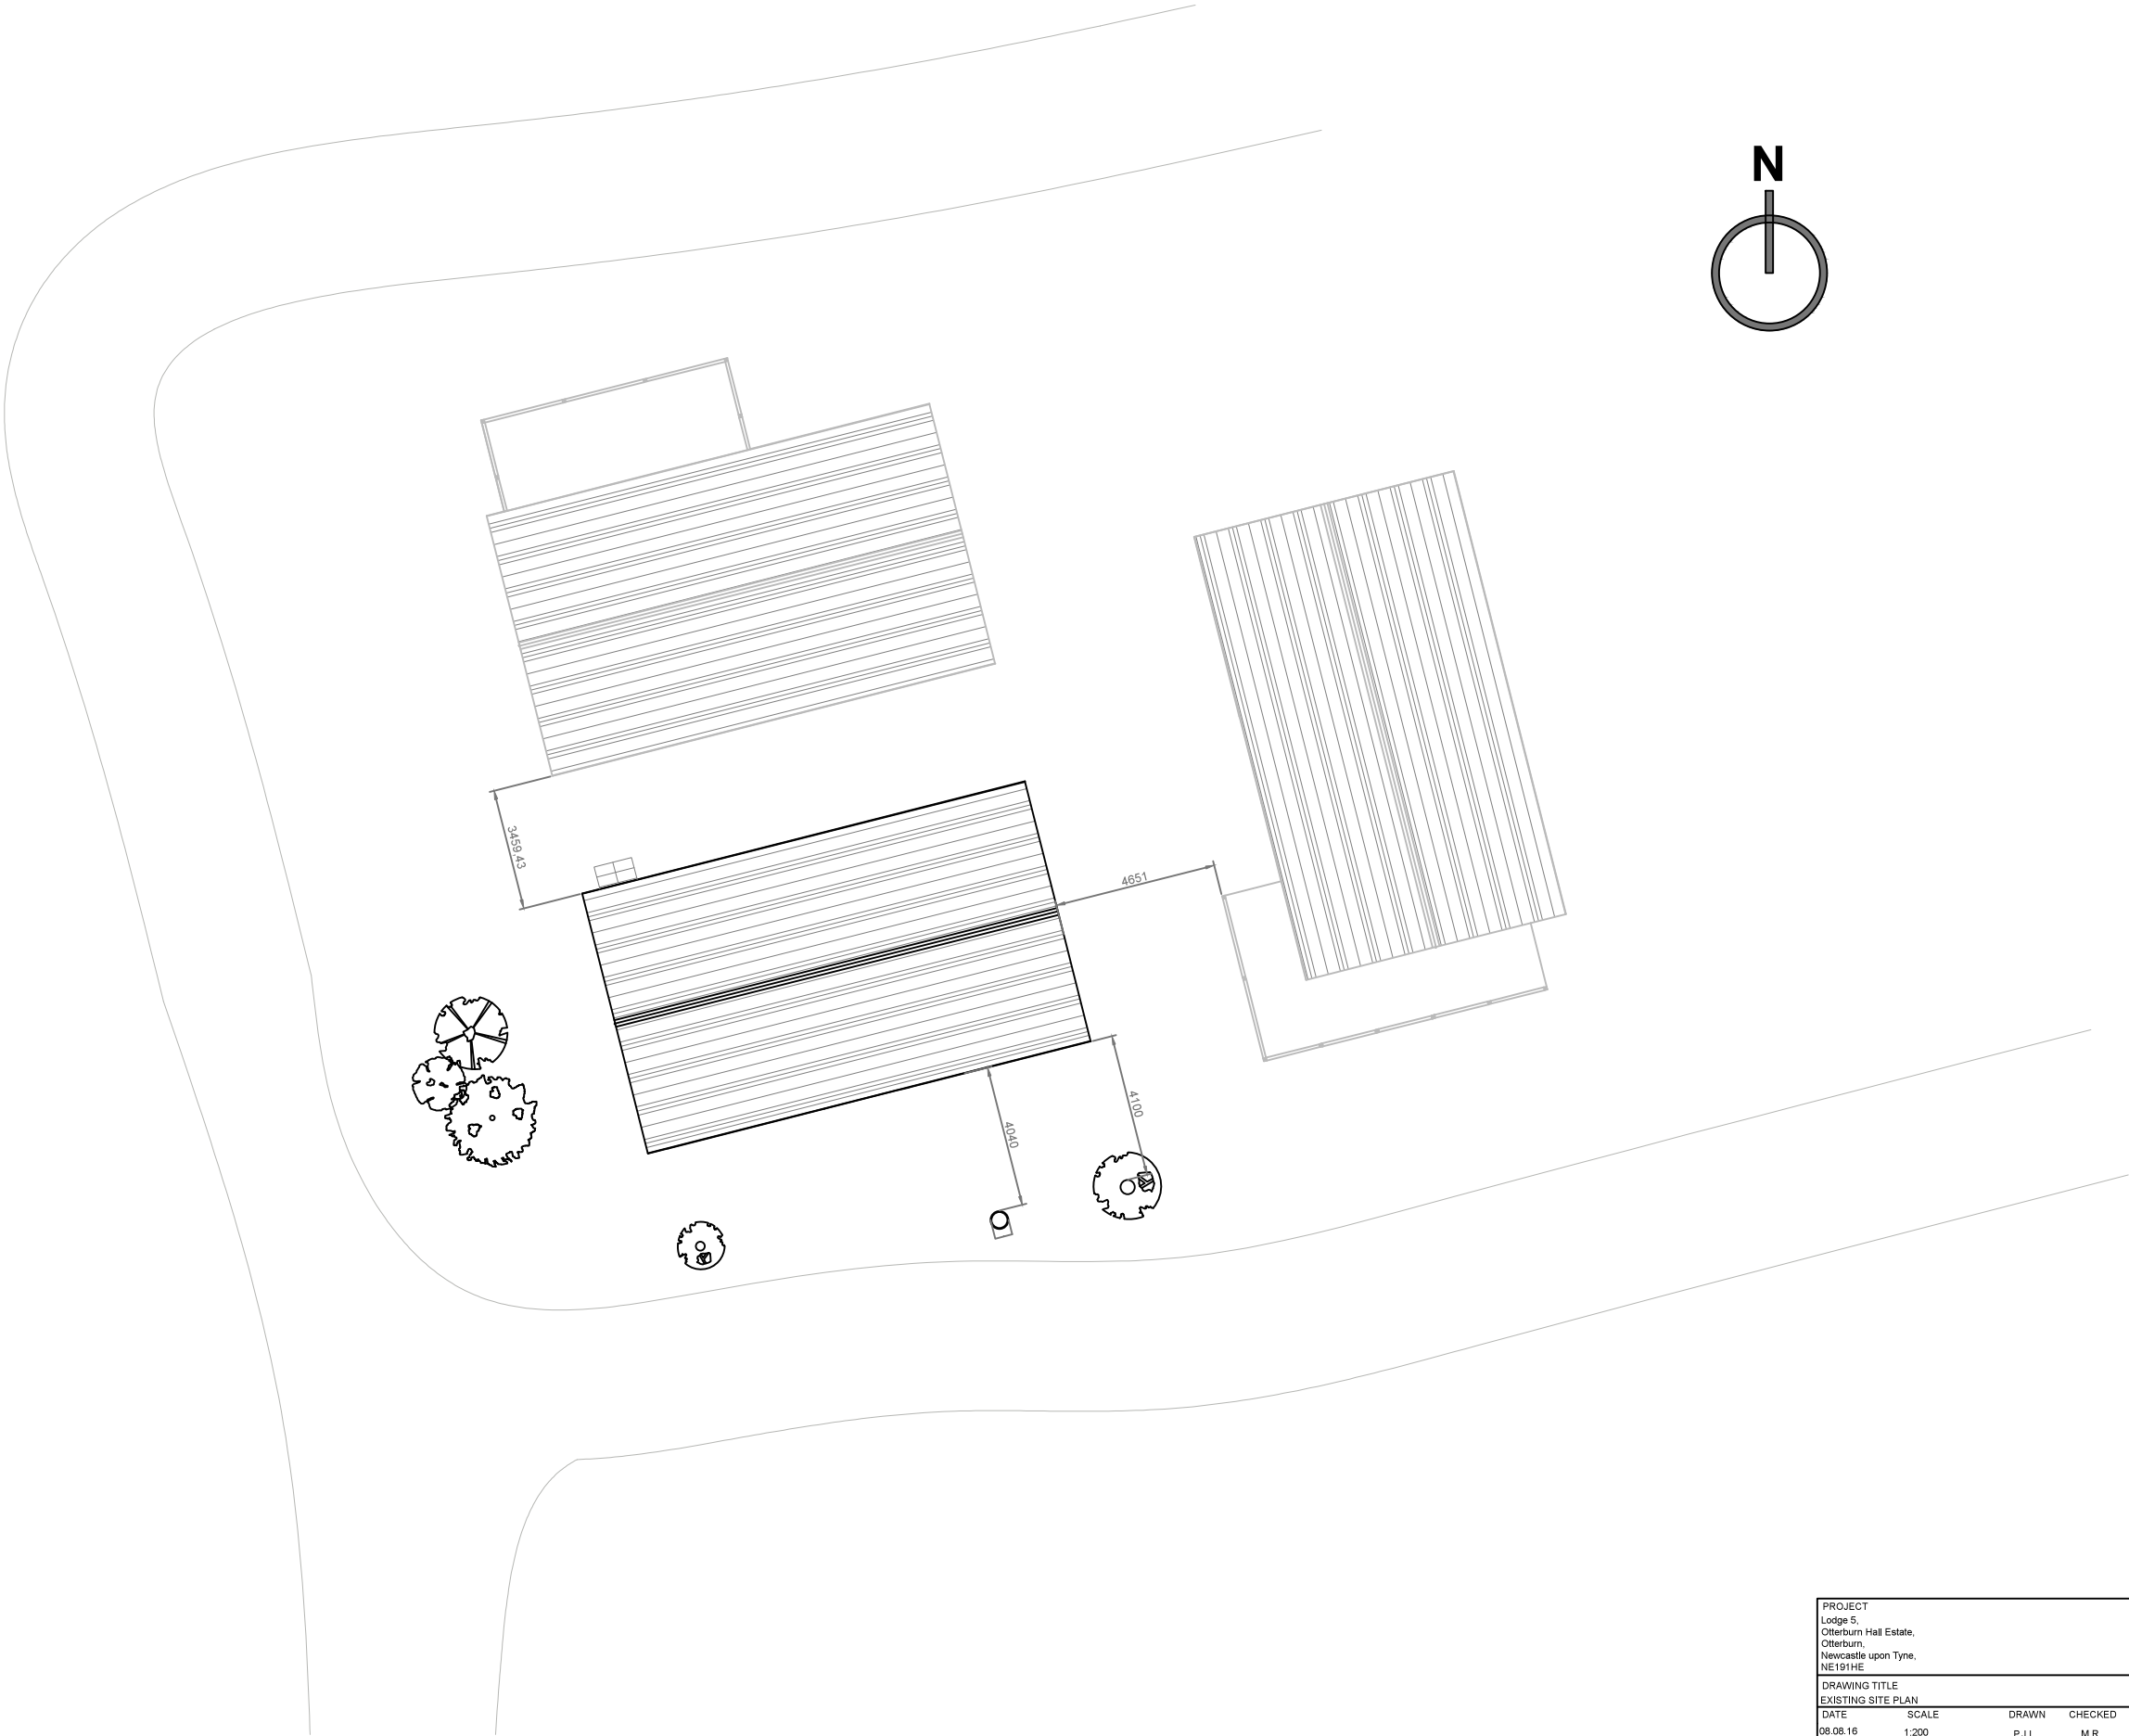 N
3459,43
4651
4100
4040
PROJECT
Lodge 5,
Otterburn Hall Estate,
Otterburn,
Newcastle upon Tyne,
NE191HE
DRAWING TITLE
EXISTING SITE PLAN
DATE SCALE DRAWN CHECKED
08.08.16 1:200 M.R